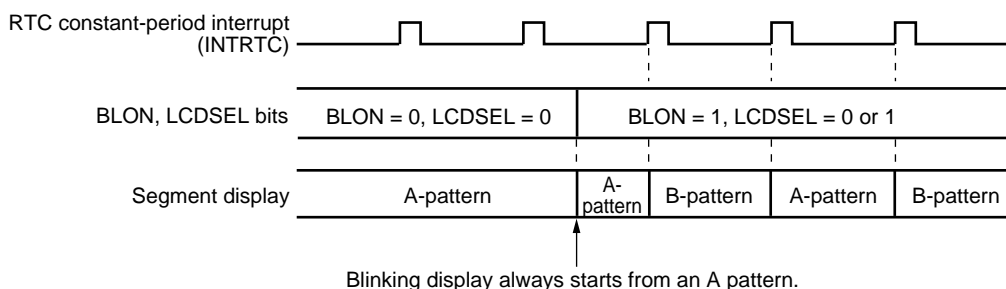 RTC constant-period interrupt
(INTRTC)
BLON, LCDSEL bits
BLON = 0, LCDSEL = 0
BLON = 1, LCDSEL = 0 or 1
Segment display
A-pattern
A-
pattern
B-pattern
A-pattern
B-pattern
Blinking display always starts from an A pattern.